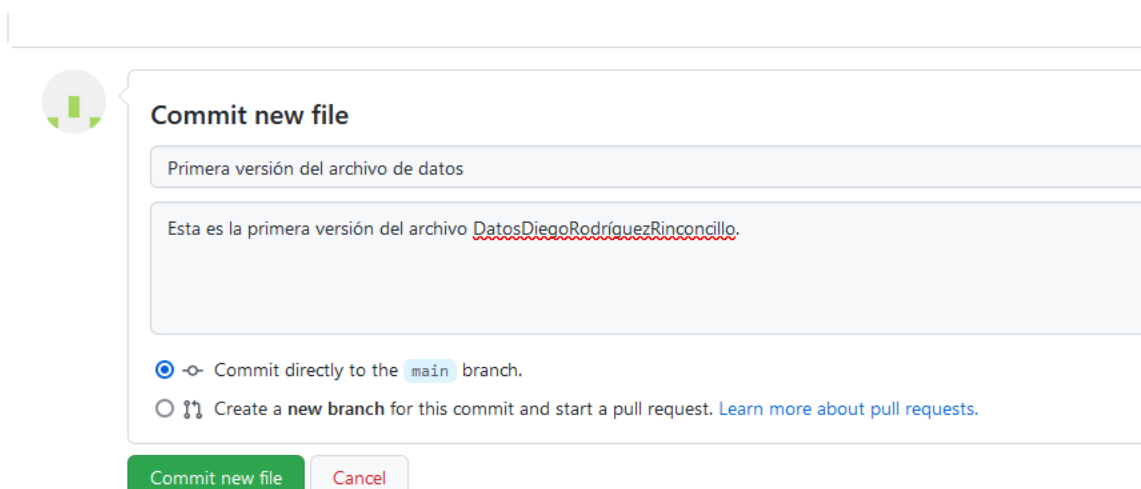 Commit new file
Primera versión del archivo de datos
Esta es la primera versión del archivo DatosDiegoRodríguezRinconcillo.
Commit directly to the main branch.
Create a new branch for this commit and start a pull request. Learn more about pull requests.
Commit new file
Cancel